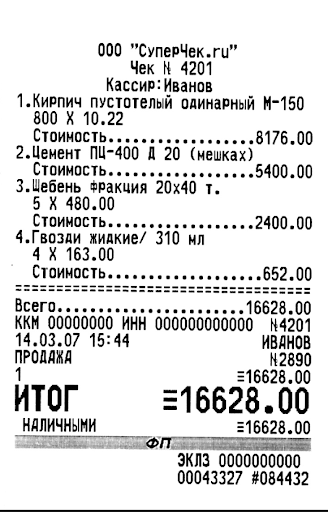 ООО "СуперЧек.ru"
Чек N 4201
Кассир:Иванов
1.Кирпич пустотелый одинарный М-150
800 X 10.22
Стоимость.....................8176.00
2.Цемент ПЦ-400 Д 20 (мешках)
Стоимость.....................5400.00
3.Щебень фракция 20х40 т.
5 X 480.00
Стоимость.....................2400.00
4.Гвозди жидкие/ 310 мл
4 X 163.00
Стоимость......................652.00
=====================================
Всего........................16628.00
ККМ 00000000 ИНН 000000000000 N4201
14.03.07 15:44 ИВАНОВ
ПРОДАЖА N2890
1 ≡16628.00
ИТОГ ≡16628.00
НАЛИЧНЫМИ ≡16628.00
ФП
ЭКЛЗ 0000000000
00043327 #084432